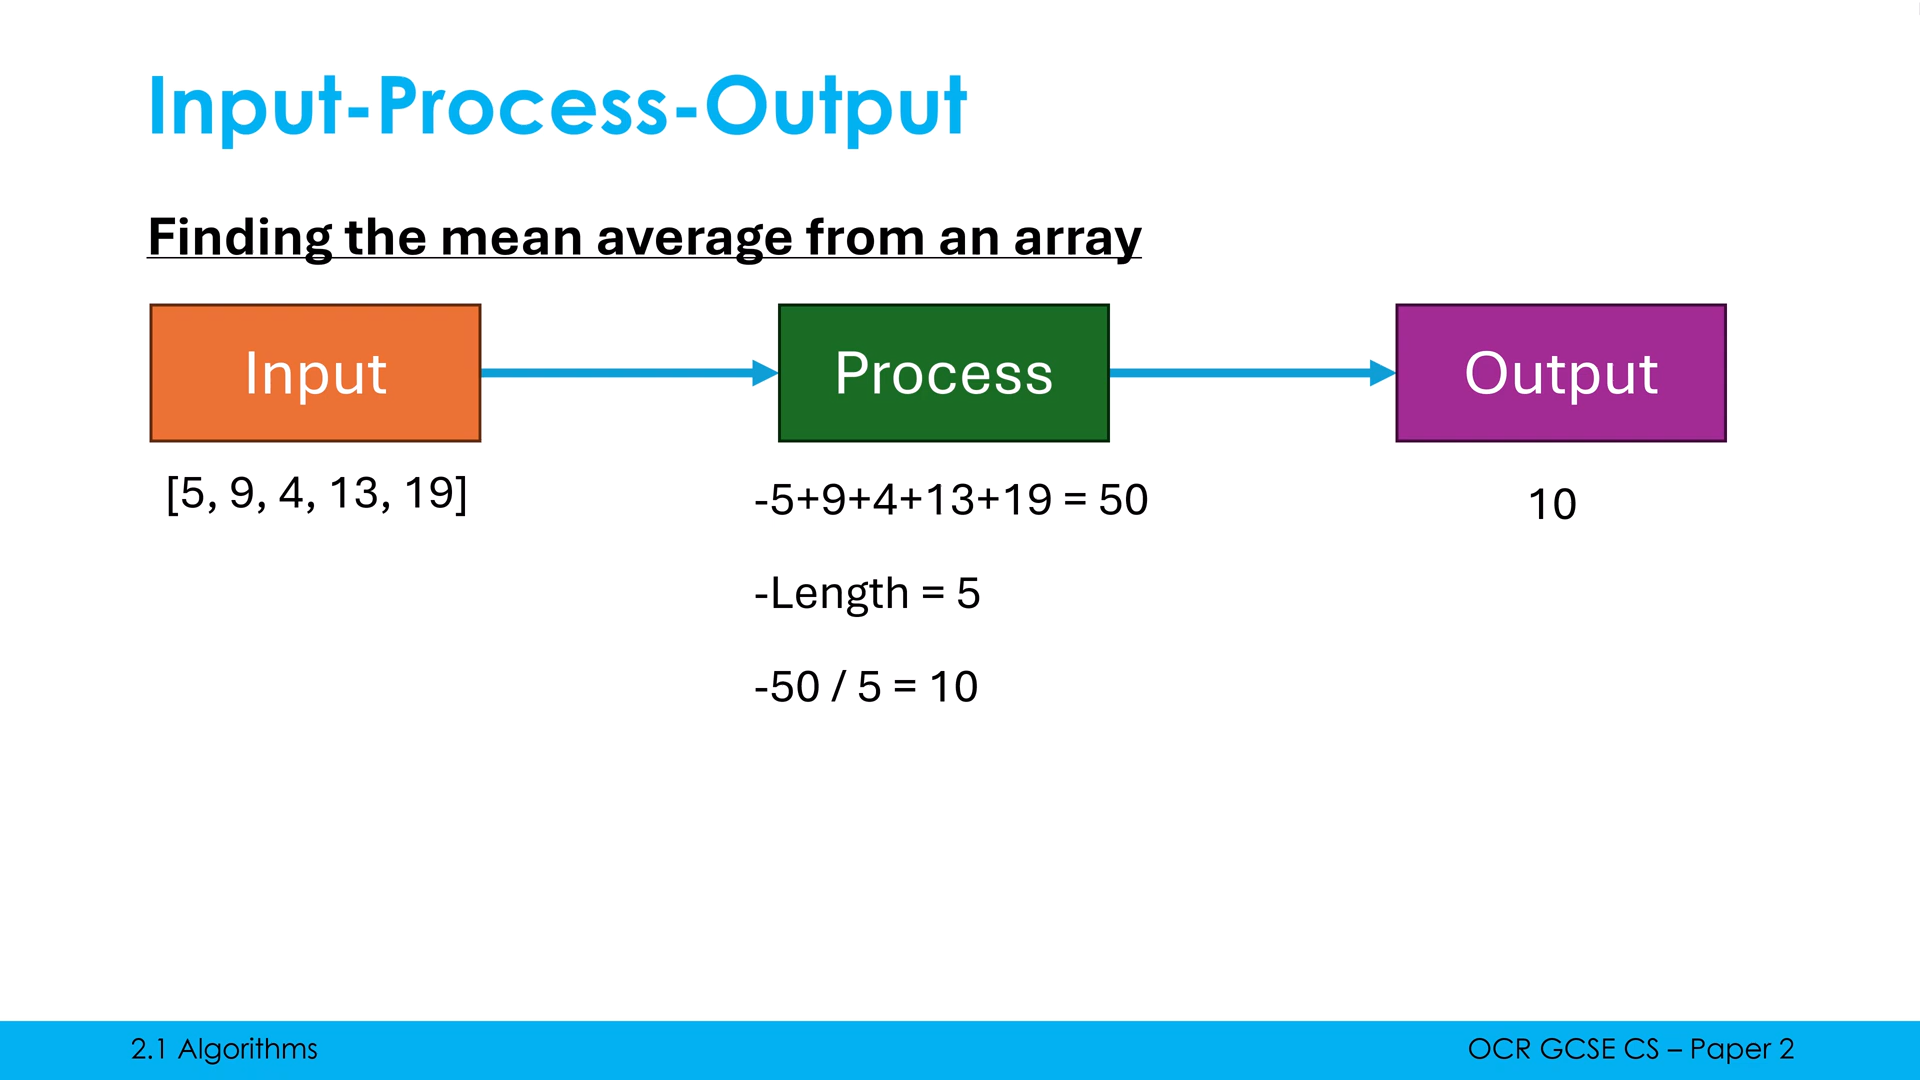 Input-Process-Output
Finding the mean average from an array
Input
Process
Output
[5, 9, 4, 13, 19]
-5+9+4+13+19 = 50
-Length = 5
-50 / 5 = 10
10
2.1 Algorithms
OCR GCSE CS – Paper 2